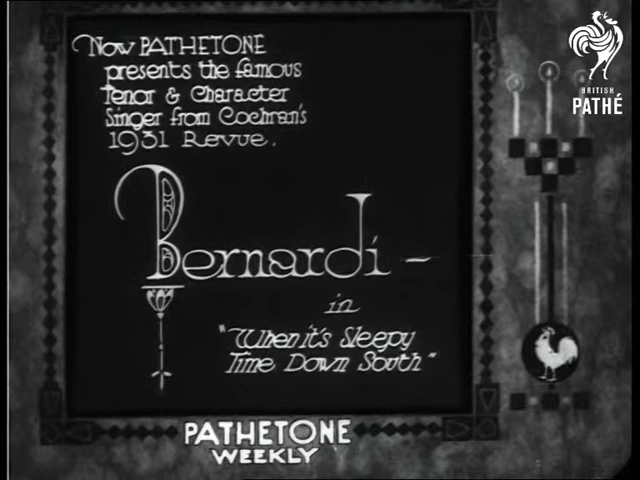 Now PATHETONE
presents the famous
Tenor & Character
Singer from Cochran's
1931 Revue.
Bernardi -
in
"When it's Sleepy
Time Down South"
PATHETONE
WEEKLY
BRITISH
PATHÉ